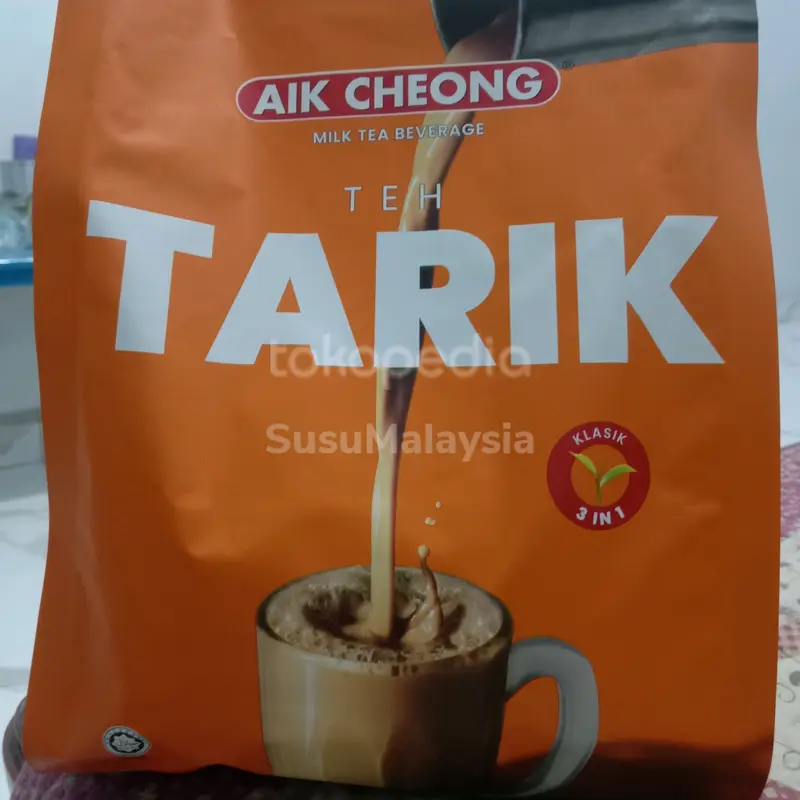 AIK CHEONG®
MILK TEA BEVERAGE
TEH
TARIK
tokopedia
SusuMalaysia
KLASIK
3 IN 1